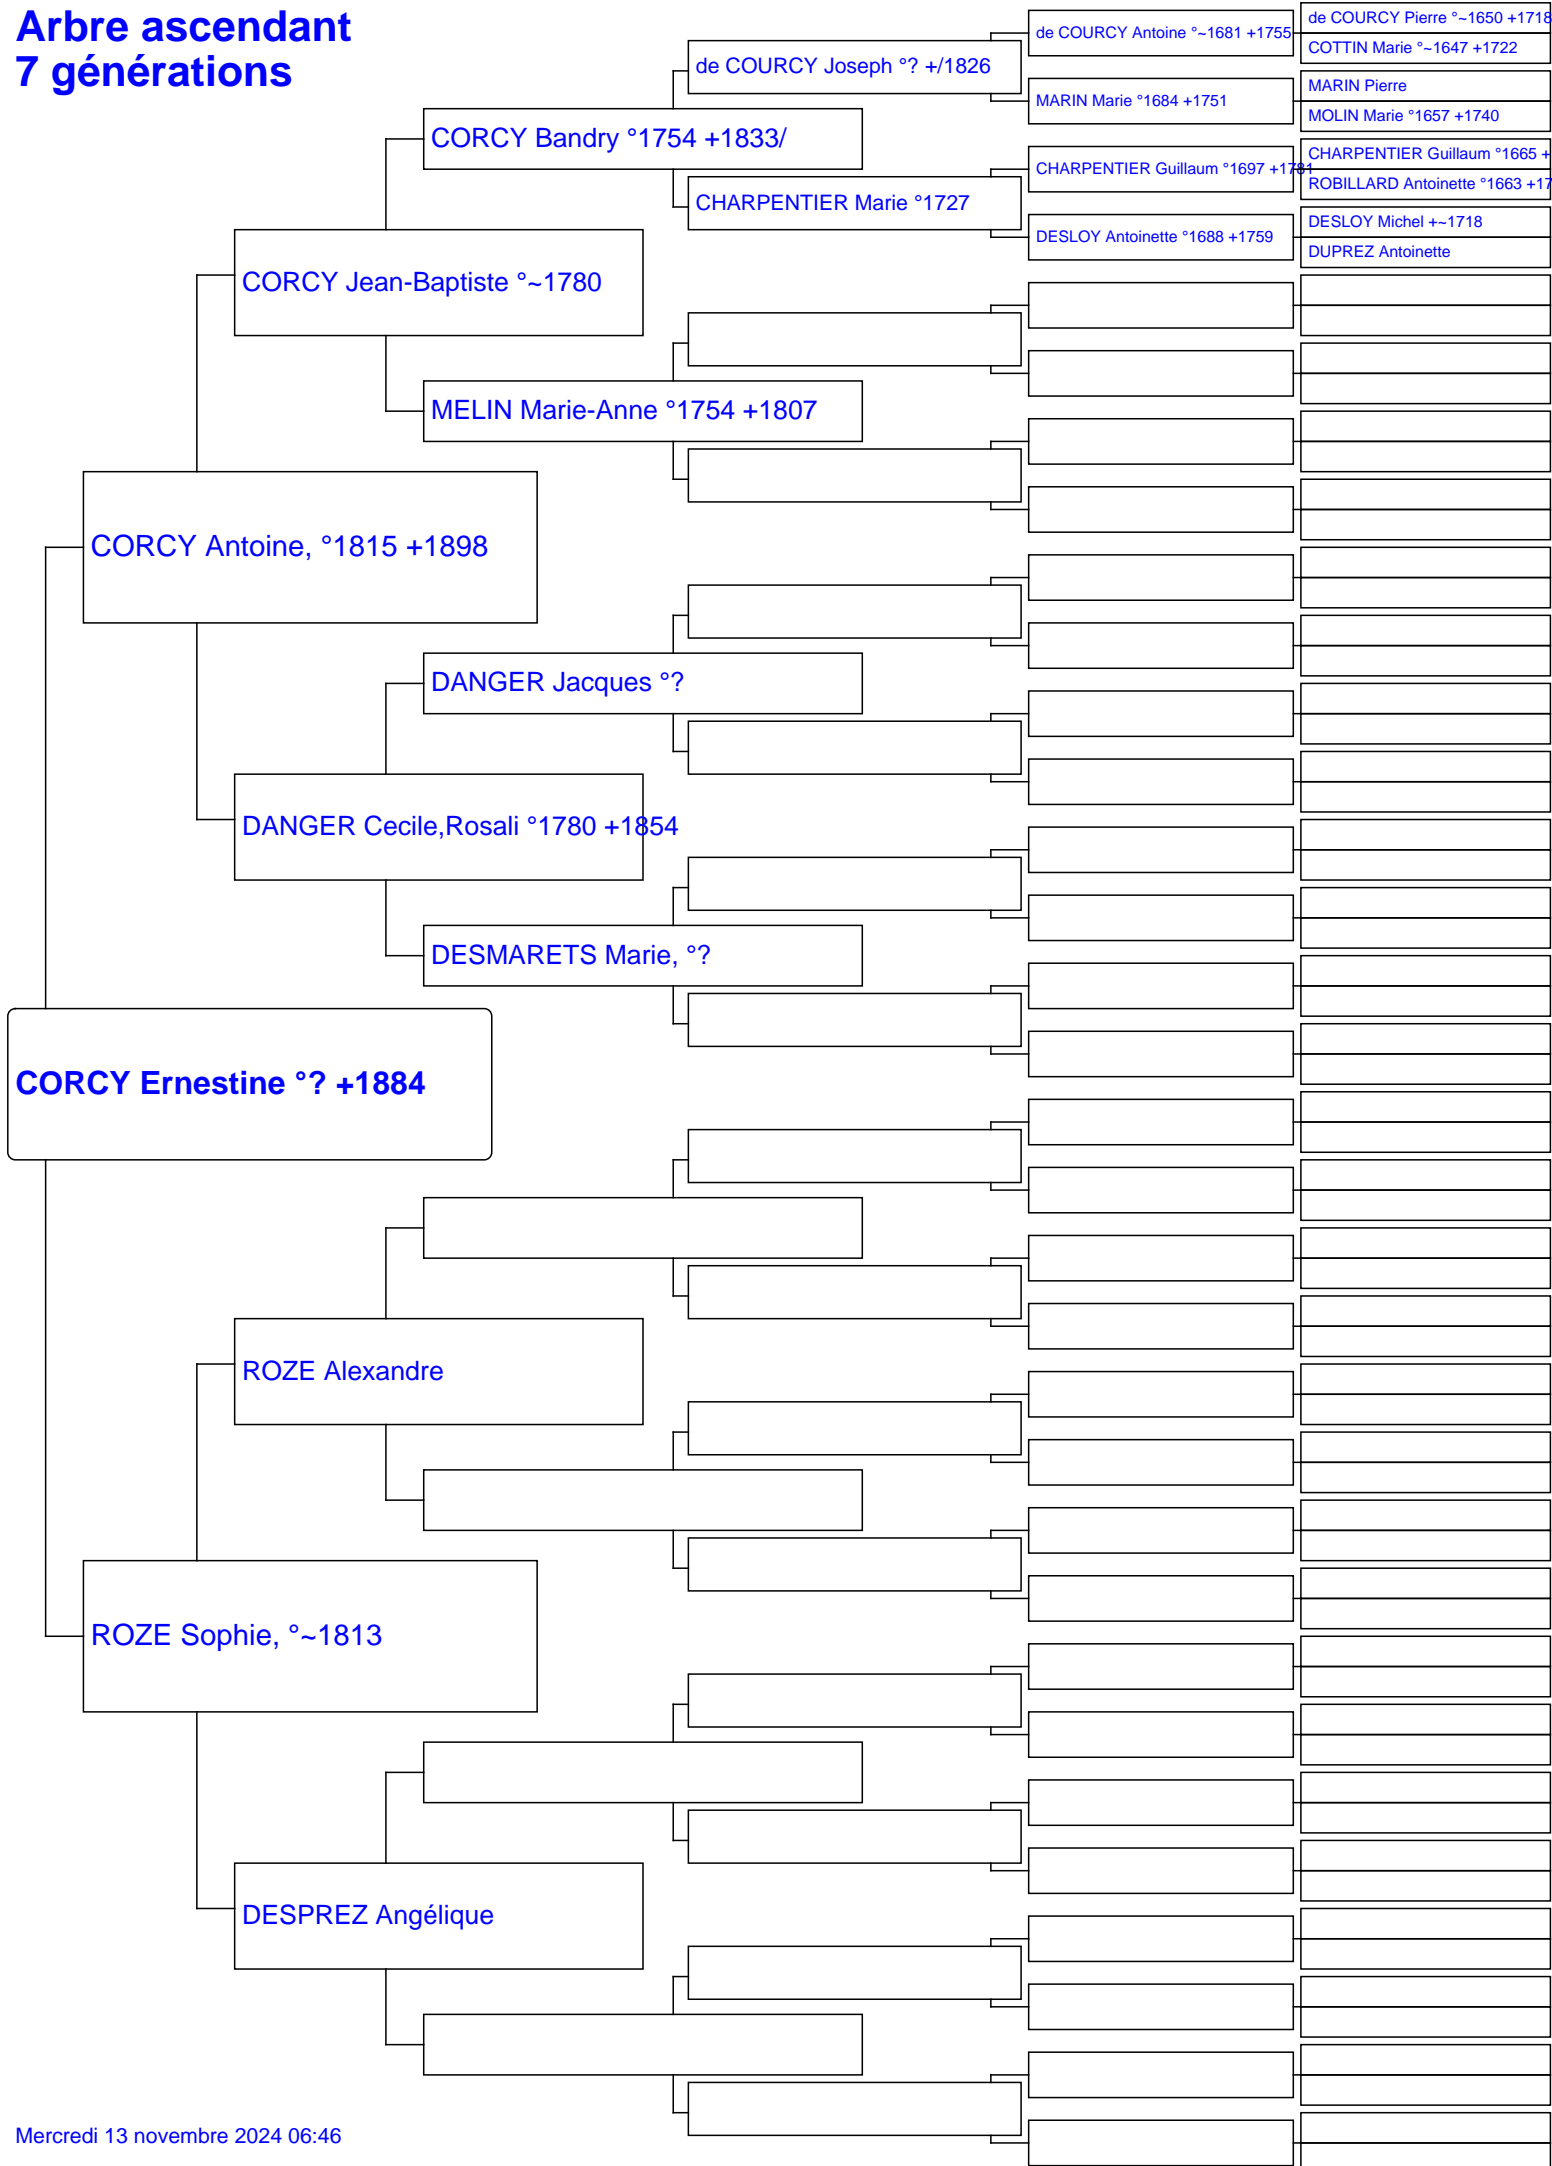 Arbre ascendant
7 générations
de COURCY Pierre °~1650 +1718
de COURCY Antoine °~1681 +1755
COTTIN Marie °~1647 +1722
de COURCY Joseph °? +/1826
MARIN Pierre
MARIN Marie °1684 +1751
MOLIN Marie °1657 +1740
CORCY Bandry °1754 +1833/
CHARPENTIER Guillaum °1665 +
CHARPENTIER Guillaum °1697 +1781
ROBILLARD Antoinette °1663 +17
CHARPENTIER Marie °1727
DESLOY Michel +~1718
DESLOY Antoinette °1688 +1759
DUPREZ Antoinette
CORCY Jean-Baptiste °~1780
MELIN Marie-Anne °1754 +1807
CORCY Antoine, °1815 +1898
DANGER Jacques °?
DANGER Cecile,Rosali °1780 +1854
DESMARETS Marie, °?
CORCY Ernestine °? +1884
ROZE Alexandre
ROZE Sophie, °~1813
DESPREZ Angélique
Mercredi 13 novembre 2024 06:46